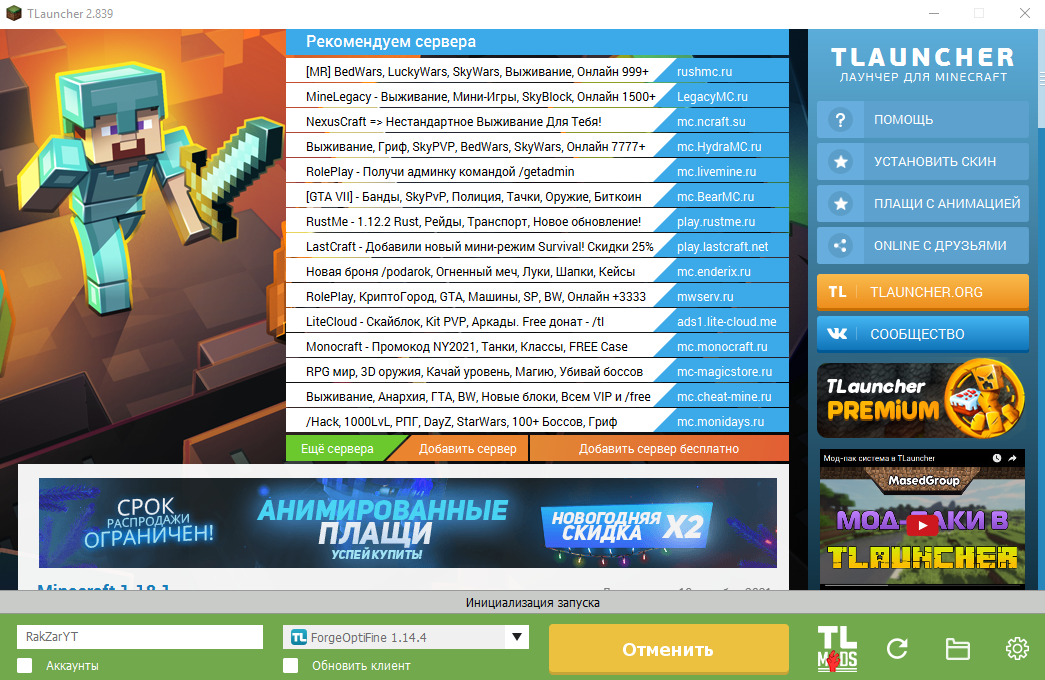 TLauncher 2.839
Рекомендуем сервера
[MR] BedWars, LuckyWars, SkyWars, Выживание, Онлайн 999+ rushmc.ru
MineLegacy - Выживание, Мини-Игры, SkyBlock, Онлайн 1500+ LegacyMC.ru
NexusCraft => Нестандартное Выживание Для Тебя! mc.ncraft.su
Выживание, Гриф, SkyPVP, BedWars, SkyWars, Онлайн 7777+ mc.HydraMC.ru
RolePlay - Получи админку командой /getadmin mc.livemine.ru
[GTA VII] - Банды, SkyPvP, Полиция, Тачки, Оружие, Биткоин mc.BearMC.ru
RustMe - 1.12.2 Rust, Рейды, Транспорт, Новое обновление! play.rustme.ru
LastCraft - Добавили новый мини-режим Survival! Скидки 25% play.lastcraft.net
Новая броня /podarok, Огненный меч, Луки, Шапки, Кейсы mc.enderix.ru
RolePlay, КриптоГород, GTA, Машины, SP, BW, Онлайн +3333 mwserv.ru
LiteCloud - Скайблок, Kit PVP, Аркады. Free донат - /tl ads1.lite-cloud.me
Monocraft - Промокод NY2021, Танки, Классы, FREE Case mc.monocraft.ru
RPG мир, 3D оружия, Качай уровень, Магию, Убивай боссов mc-magicstore.ru
Выживание, Анархия, ГТА, BW, Новые блоки, Всем VIP и /free mc.cheat-mine.ru
/Hack, 1000LvL, РПГ, DayZ, StarWars, 100+ Боссов, Гриф mc.monidays.ru
Ещё сервера Добавить сервер Добавить сервер бесплатно
СРОК
РАСПРОДАЖИ
ОГРАНИЧЕН!
АНИМИРОВАННЫЕ
ПЛАЩИ
УСПЕЙ КУПИТЬ
НОВОГОДНЯЯ
СКИДКА X2
Minecraft 1.18.1
TLAUNCHER
ЛАУНЧЕР ДЛЯ MINECRAFT
? ПОМОЩЬ
УСТАНОВИТЬ СКИН
ПЛАЩИ С АНИМАЦИЕЙ
ONLINE С ДРУЗЬЯМИ
TL TLAUNCHER.ORG
СООБЩЕСТВО
TLauncher
PREMIUM
Мод-пак система в TLauncher
MasedGroup
МОД-ПАКИ В
TLAUNCHER
Инициализация запуска
RakZarYT
TL ForgeOptiFine 1.14.4
Отменить
TL
MODS
Аккаунты
Обновить клиент